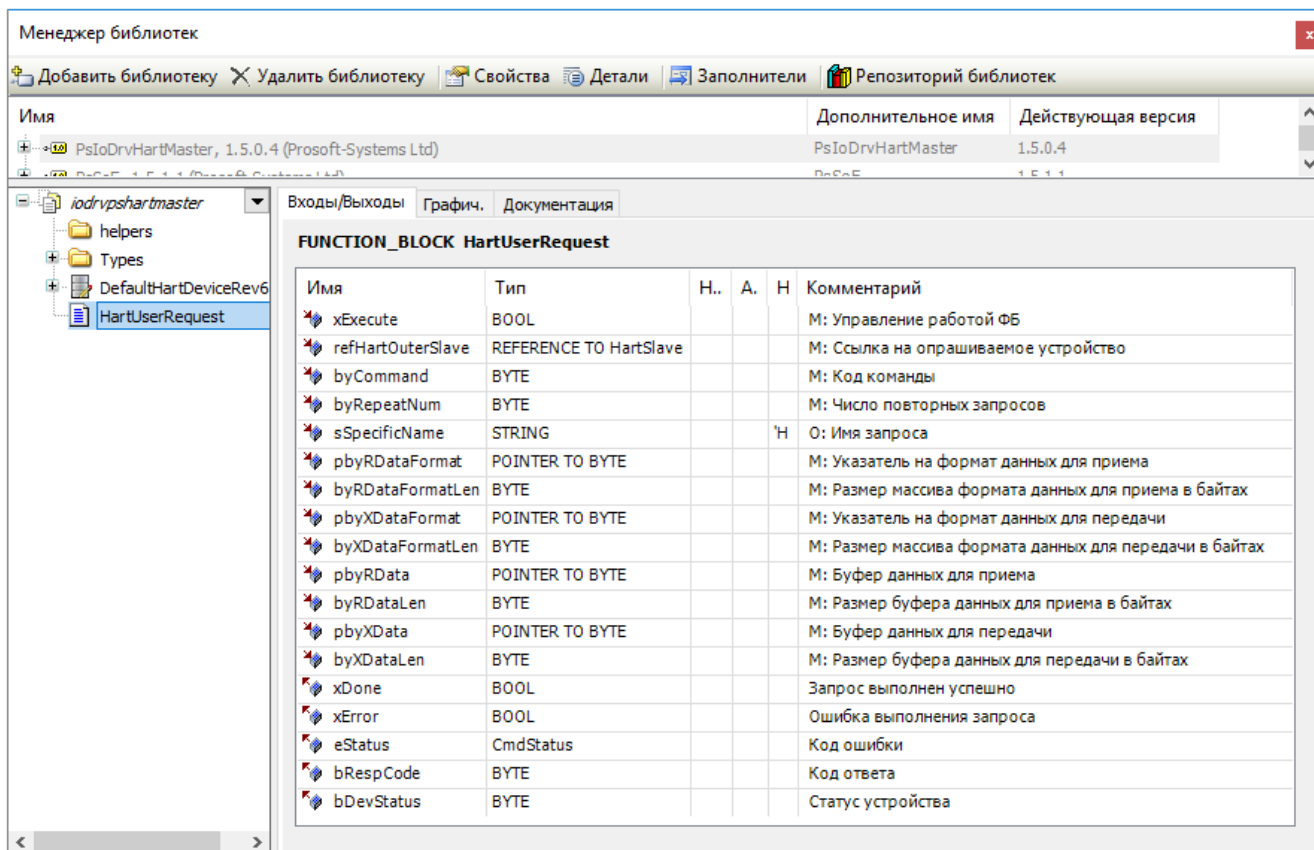 Менеджер библиотек
x
Добавить библиотеку Удалить библиотеку Свойства Детали Заполнители Репозиторий библиотек
Имя Дополнительное имя Действующая версия
PsIoDrvHartMaster, 1.5.0.4 (Prosoft-Systems Ltd) PsIoDrvHartMaster 1.5.0.4
iodrvpshartmaster
helpers
Types
DefaultHartDeviceRev6
HartUserRequest
Входы/Выходы Графич. Документация
FUNCTION_BLOCK HartUserRequest
Имя Тип Н.. А. Н Комментарий
xExecute BOOL М: Управление работой ФБ
refHartOuterSlave REFERENCE TO HartSlave М: Ссылка на опрашиваемое устройство
byCommand BYTE М: Код команды
byRepeatNum BYTE М: Число повторных запросов
sSpecificName STRING 'Н О: Имя запроса
pbyRDataFormat POINTER TO BYTE М: Указатель на формат данных для приема
byRDataFormatLen BYTE М: Размер массива формата данных для приема в байтах
pbyXDataFormat POINTER TO BYTE М: Указатель на формат данных для передачи
byXDataFormatLen BYTE М: Размер массива формата данных для передачи в байтах
pbyRData POINTER TO BYTE М: Буфер данных для приема
byRDataLen BYTE М: Размер буфера данных для приема в байтах
pbyXData POINTER TO BYTE М: Буфер данных для передачи
byXDataLen BYTE М: Размер буфера данных для передачи в байтах
xDone BOOL Запрос выполнен успешно
xError BOOL Ошибка выполнения запроса
eStatus CmdStatus Код ошибки
bRespCode BYTE Код ответа
bDevStatus BYTE Статус устройства